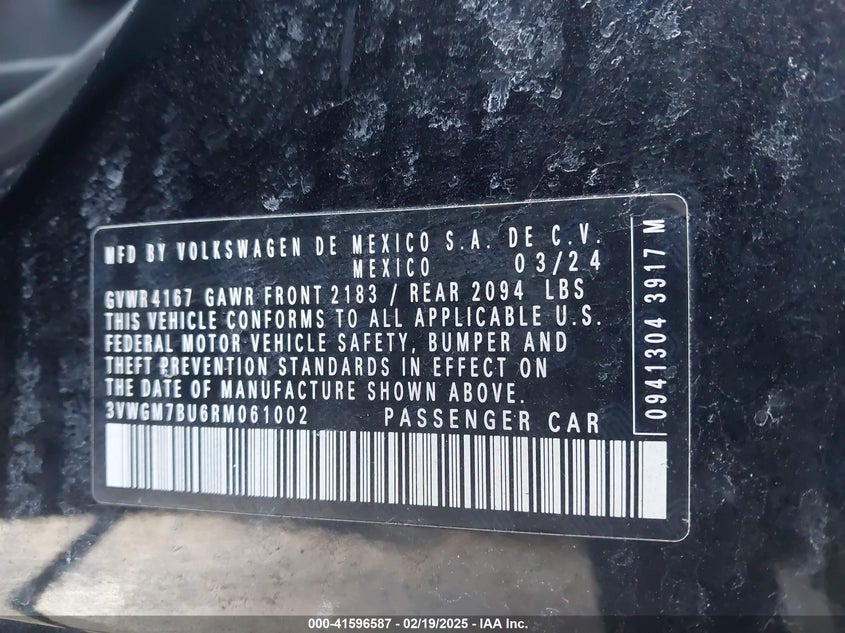 MFD BY VOLKSWAGEN DE MEXICO S.A. DE C.V.
MEXICO 03/24
GVWR4167 GAWR FRONT 2183 / REAR 2094 LBS
THIS VEHICLE CONFORMS TO ALL APPLICABLE U.S.
FEDERAL MOTOR VEHICLE SAFETY, BUMPER AND
THEFT PREVENTION STANDARDS IN EFFECT ON
THE DATE OF MANUFACTURE SHOWN ABOVE.
3VWGM7BU6RM061002 PASSENGER CAR
0941304 3917 M
000-41596587 - 02/19/2025 - IAA Inc.